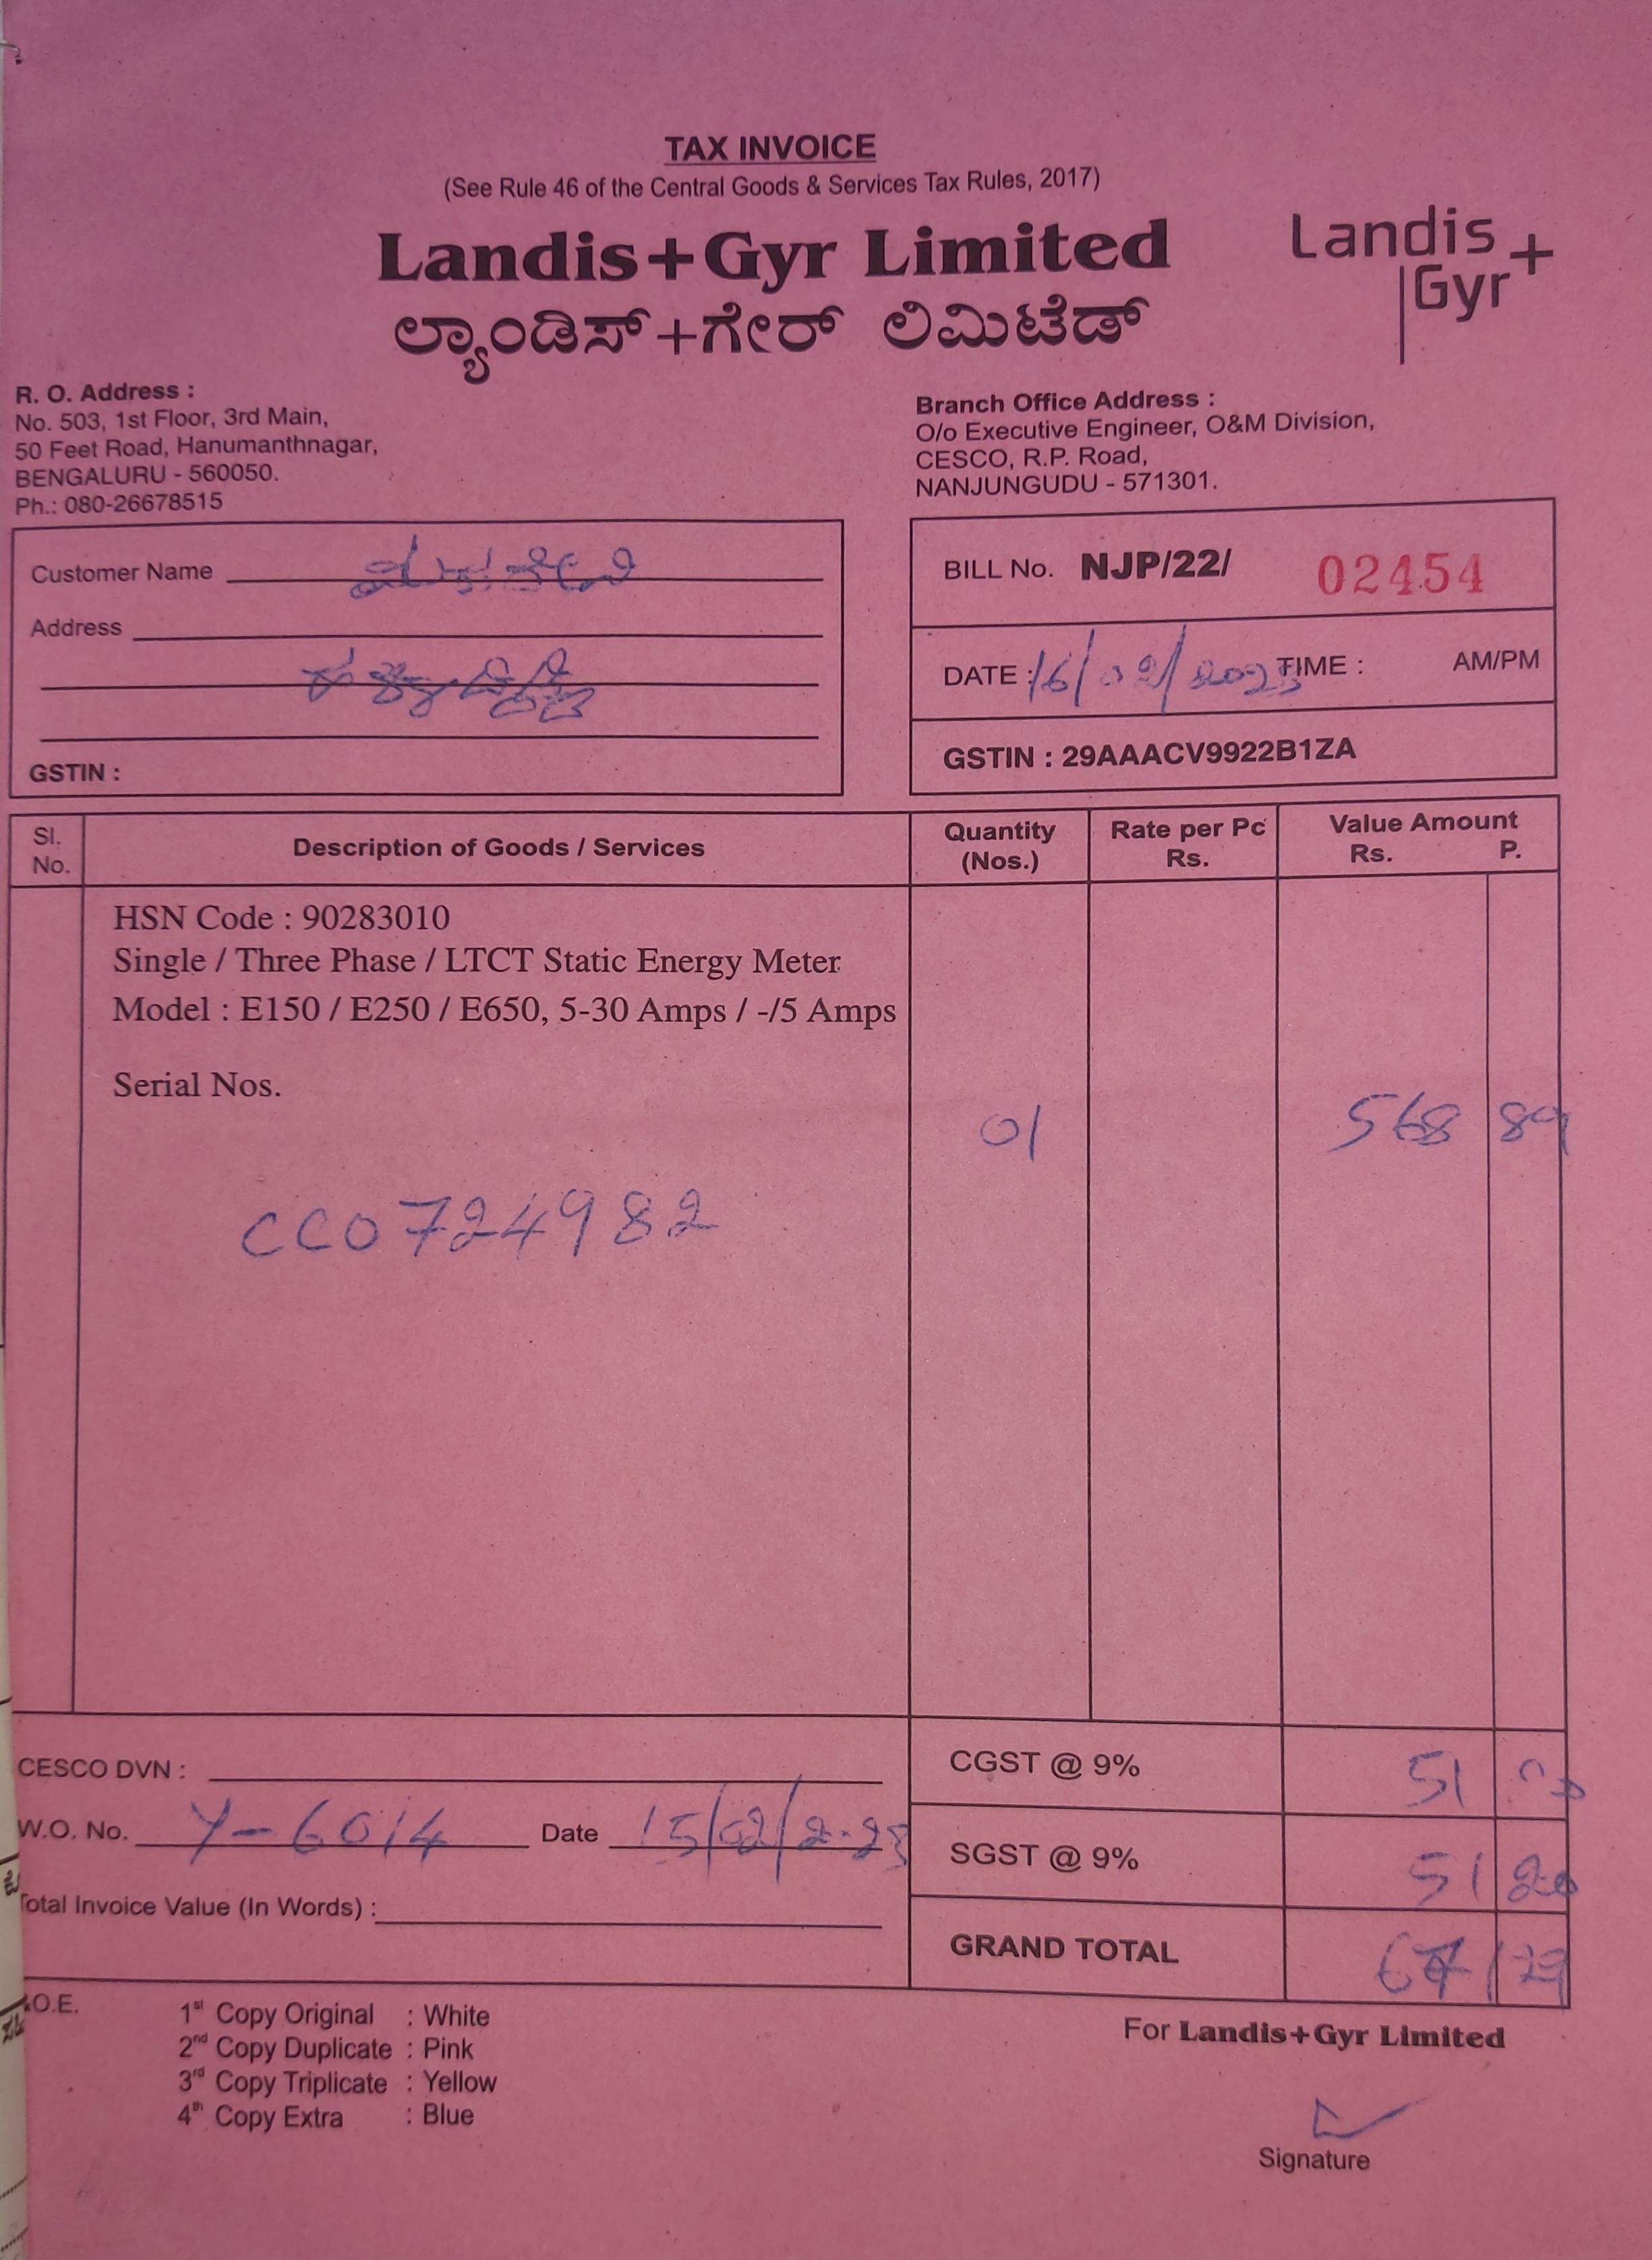 TAX INVOICE
(See Rule 46 of the Central Goods & Services Tax Rules, 2017)
Landis+Gyr Limited
Landis
Gyr+
ಲ್ಯಾಂಡಿಸ್+ಗೇರ್ ಲಿಮಿಟೆಡ್
R. O. Address :
No. 503, 1st Floor, 3rd Main,
50 Feet Road, Hanumanthnagar,
BENGALURU - 560050.
Ph.: 080-26678515
Branch Office Address :
O/o Executive Engineer, O&M Division,
CESCO, R.P. Road,
NANJUNGUDU - 571301.
Customer Name
Address
GSTIN :
BILL No. NJP/22/ 02454
DATE : 16/02/2023 TIME : AM/PM
GSTIN : 29AAACV9922B1ZA
Sl. No. Description of Goods / Services Quantity (Nos.) Rate per Pc Rs. Value Amount Rs. P.
HSN Code : 90283010
Single / Three Phase / LTCT Static Energy Meter
Model : E150 / E250 / E650, 5-30 Amps / -/5 Amps
Serial Nos.
01 568 89
CC0724982
CESCO DVN :
W.O. No. Y-6014 Date 15/02/2023
Total Invoice Value (In Words) :
CGST @ 9% 51
SGST @ 9% 51 20
GRAND TOTAL
&O.E.
1st Copy Original : White
2nd Copy Duplicate : Pink
3rd Copy Triplicate : Yellow
4th Copy Extra : Blue
For Landis+Gyr Limited
Signature